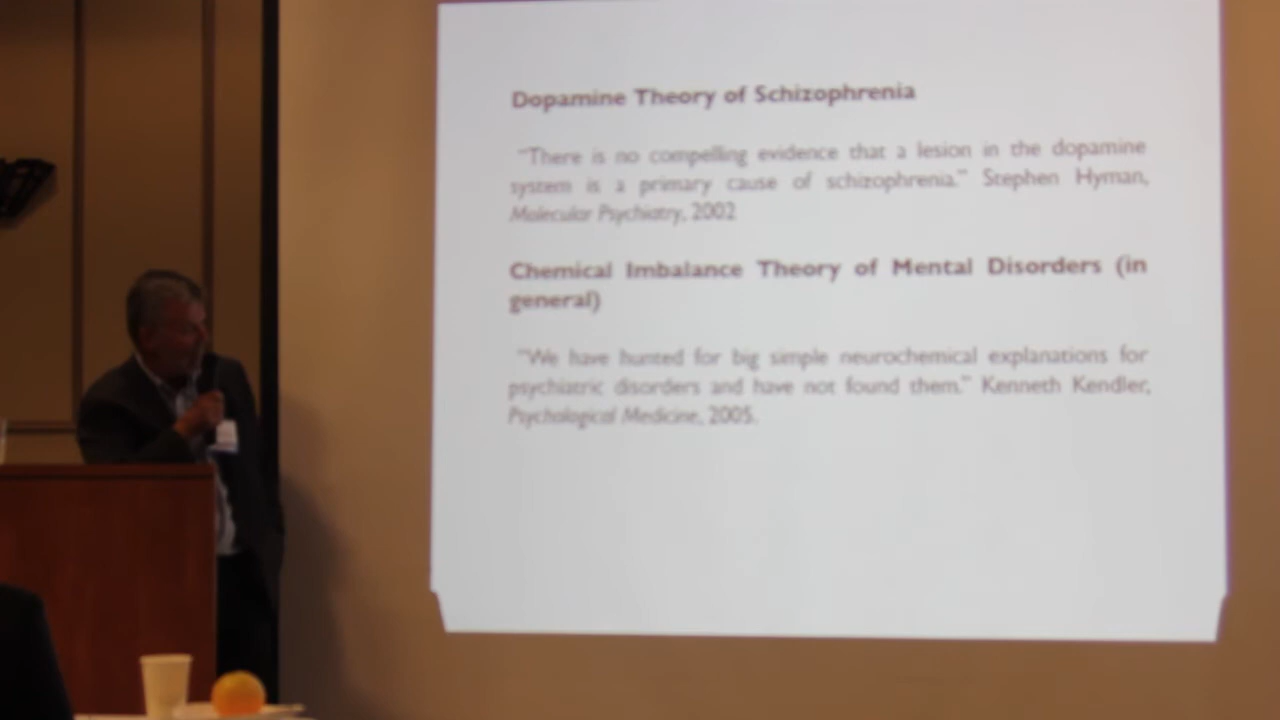 Dopamine Theory of Schizophrenia
"There is no compelling evidence that a lesion in the dopamine
system is a primary cause of schizophrenia." Stephen Hyman,
Molecular Psychiatry, 2002
Chemical Imbalance Theory of Mental Disorders (in
general)
"We have hunted for big simple neurochemical explanations for
psychiatric disorders and have not found them." Kenneth Kendler,
Psychological Medicine, 2005.